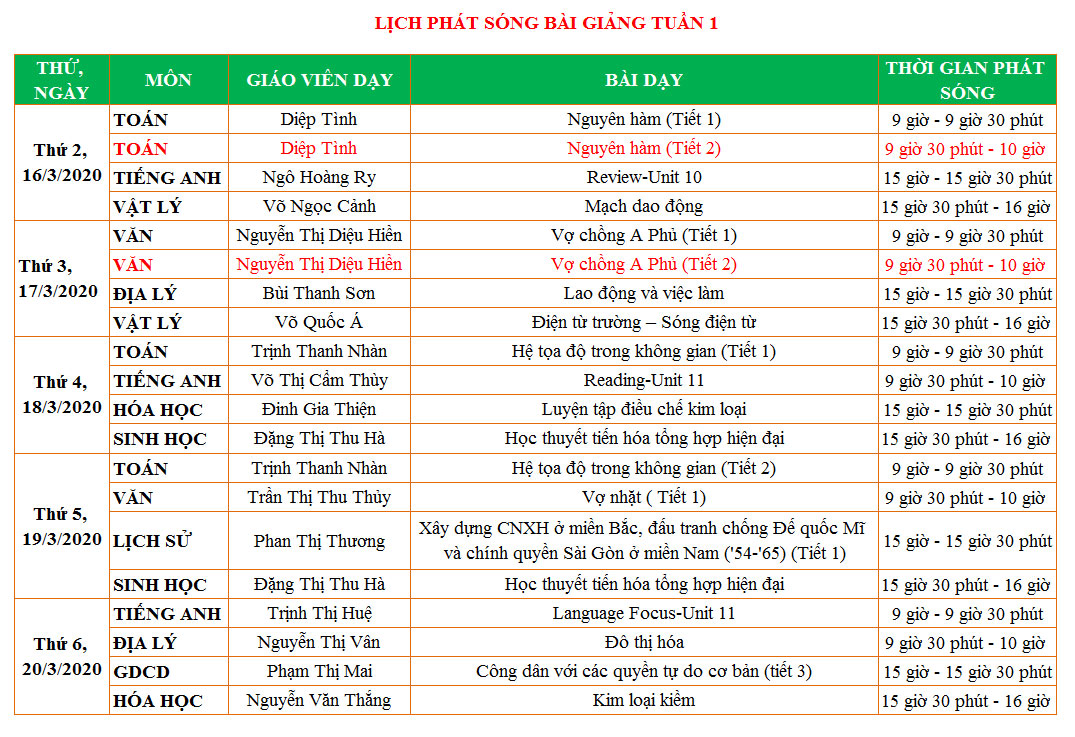 LỊCH PHÁT SÓNG BÀI GIẢNG TUẦN 1
THỨ, NGÀY MÔN GIÁO VIÊN DẠY BÀI DẠY THỜI GIAN PHÁT SÓNG
Thứ 2, 16/3/2020
TOÁN Diệp Tình Nguyên hàm (Tiết 1) 9 giờ - 9 giờ 30 phút
TOÁN Diệp Tình Nguyên hàm (Tiết 2) 9 giờ 30 phút - 10 giờ
TIẾNG ANH Ngô Hoàng Ry Review-Unit 10 15 giờ - 15 giờ 30 phút
VẬT LÝ Võ Ngọc Cảnh Mạch dao động 15 giờ 30 phút - 16 giờ
Thứ 3, 17/3/2020
VĂN Nguyễn Thị Diệu Hiền Vợ chồng A Phủ (Tiết 1) 9 giờ - 9 giờ 30 phút
VĂN Nguyễn Thị Diệu Hiền Vợ chồng A Phủ (Tiết 2) 9 giờ 30 phút - 10 giờ
ĐỊA LÝ Bùi Thanh Sơn Lao động và việc làm 15 giờ - 15 giờ 30 phút
VẬT LÝ Võ Quốc Á Điện từ trường – Sóng điện từ 15 giờ 30 phút - 16 giờ
Thứ 4, 18/3/2020
TOÁN Trịnh Thanh Nhàn Hệ tọa độ trong không gian (Tiết 1) 9 giờ - 9 giờ 30 phút
TIẾNG ANH Võ Thị Cẩm Thùy Reading-Unit 11 9 giờ 30 phút - 10 giờ
HÓA HỌC Đinh Gia Thiện Luyện tập điều chế kim loại 15 giờ - 15 giờ 30 phút
SINH HỌC Đặng Thị Thu Hà Học thuyết tiến hóa tổng hợp hiện đại 15 giờ 30 phút - 16 giờ
Thứ 5, 19/3/2020
TOÁN Trịnh Thanh Nhàn Hệ tọa độ trong không gian (Tiết 2) 9 giờ - 9 giờ 30 phút
VĂN Trần Thị Thu Thủy Vợ nhặt ( Tiết 1) 9 giờ 30 phút - 10 giờ
LỊCH SỬ Phan Thị Thương Xây dựng CNXH ở miền Bắc, đấu tranh chống Đế quốc Mĩ và chính quyền Sài Gòn ở miền Nam ('54-'65) (Tiết 1) 15 giờ - 15 giờ 30 phút
SINH HỌC Đặng Thị Thu Hà Học thuyết tiến hóa tổng hợp hiện đại 15 giờ 30 phút - 16 giờ
Thứ 6, 20/3/2020
TIẾNG ANH Trịnh Thị Huệ Language Focus-Unit 11 9 giờ - 9 giờ 30 phút
ĐỊA LÝ Nguyễn Thị Vân Đô thị hóa 9 giờ 30 phút - 10 giờ
GDCD Phạm Thị Mai Công dân với các quyền tự do cơ bản (tiết 3) 15 giờ - 15 giờ 30 phút
HÓA HỌC Nguyễn Văn Thắng Kim loại kiềm 15 giờ 30 phút - 16 giờ